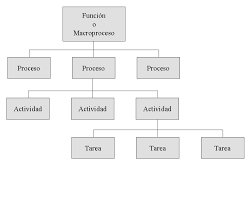 Función
o
Macroproceso
Proceso
Proceso
Proceso
Actividad
Actividad
Actividad
Tarea
Tarea
Tarea